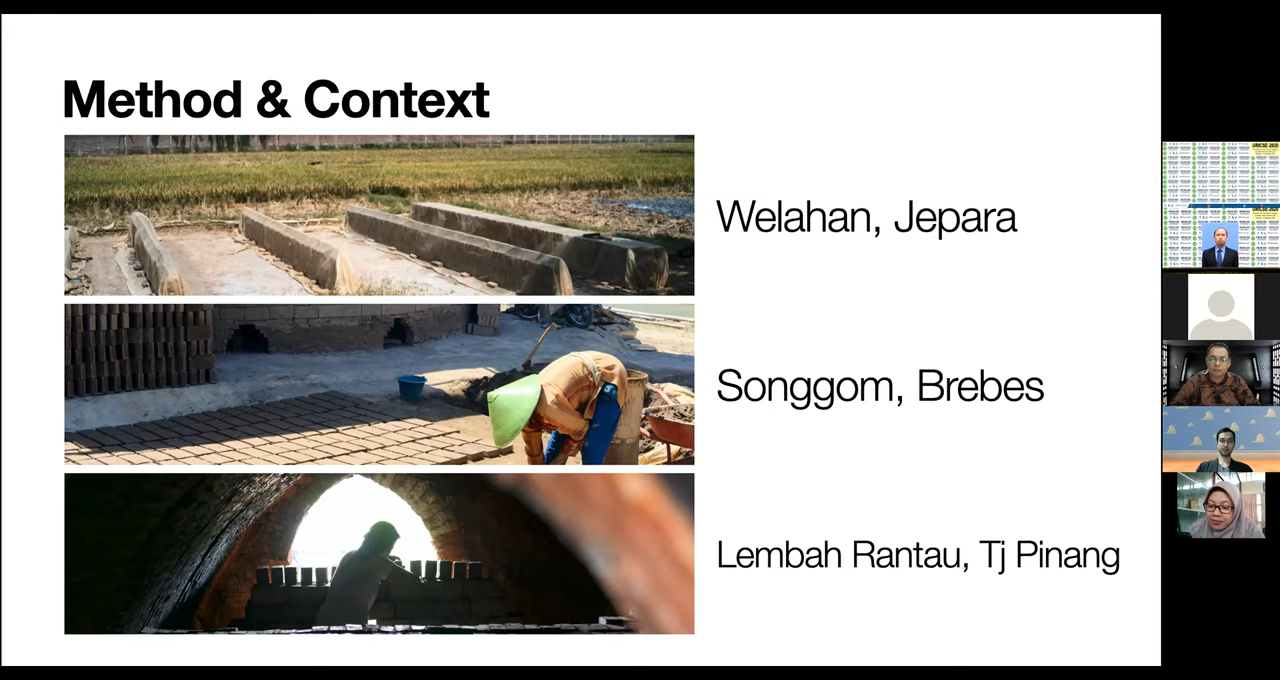 Method & Context
Welahan, Jepara
Songgom, Brebes
Lembah Rantau, Tj Pinang